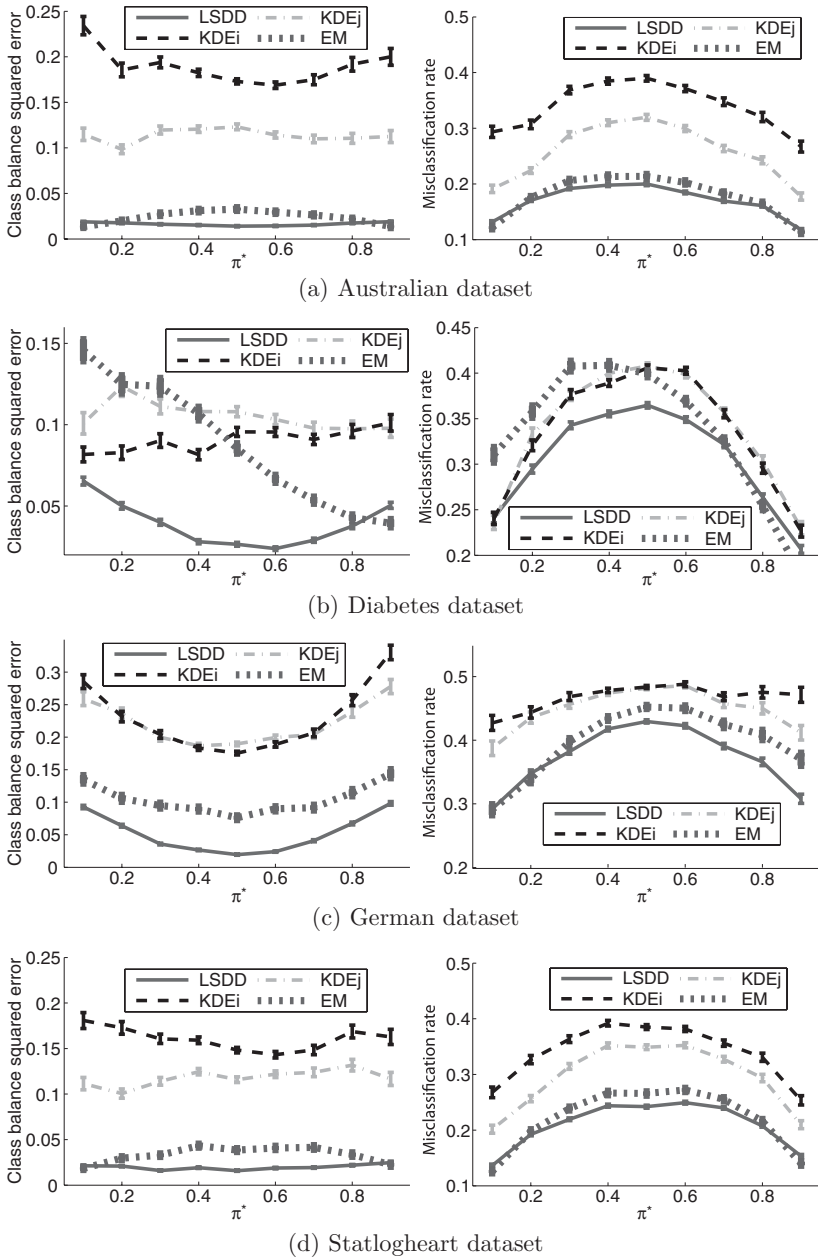 Class balance squared error
0.25
0.2
0.15
0.1
0.05
0
LSDD
KDEi
KDEj
EM
0.2 0.4 0.6 0.8
π*
Misclassification rate
0.5
0.4
0.3
0.2
0.1
LSDD
KDEi
KDEj
EM
0.2 0.4 0.6 0.8
π*
(a) Australian dataset
Class balance squared error
0.15
0.1
0.05
LSDD
KDEi
KDEj
EM
0.2 0.4 0.6 0.8
π*
Misclassification rate
0.45
0.4
0.35
0.3
0.25
0.2
LSDD
KDEi
KDEj
EM
0.2 0.4 0.6 0.8
π*
(b) Diabetes dataset
Class balance squared error
0.3
0.25
0.2
0.15
0.1
0.05
0
LSDD
KDEi
KDEj
EM
0.2 0.4 0.6 0.8
π*
Misclassification rate
0.5
0.4
0.3
0.2
LSDD
KDEi
KDEj
EM
0.2 0.4 0.6 0.8
π*
(c) German dataset
Class balance squared error
0.25
0.2
0.15
0.1
0.05
0
LSDD
KDEi
KDEj
EM
0.2 0.4 0.6 0.8
π*
Misclassification rate
0.5
0.4
0.3
0.2
0.1
LSDD
KDEi
KDEj
EM
0.2 0.4 0.6 0.8
π*
(d) Statlogheart dataset